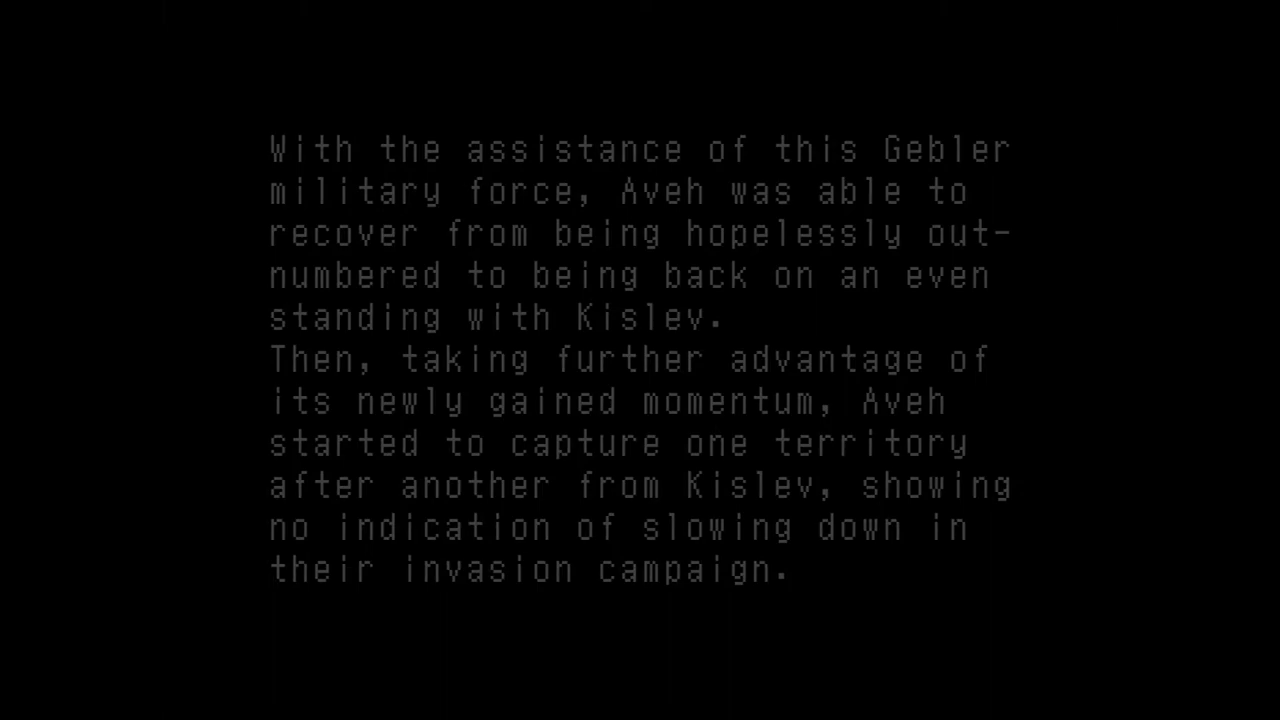 With the assistance of this Gebler
military force, Aveh was able to
recover from being hopelessly out-
numbered to being back on an even
standing with Kislev.
Then, taking further advantage of
its newly gained momentum, Aveh
started to capture one territory
after another from Kislev, showing
no indication of slowing down in
their invasion campaign.